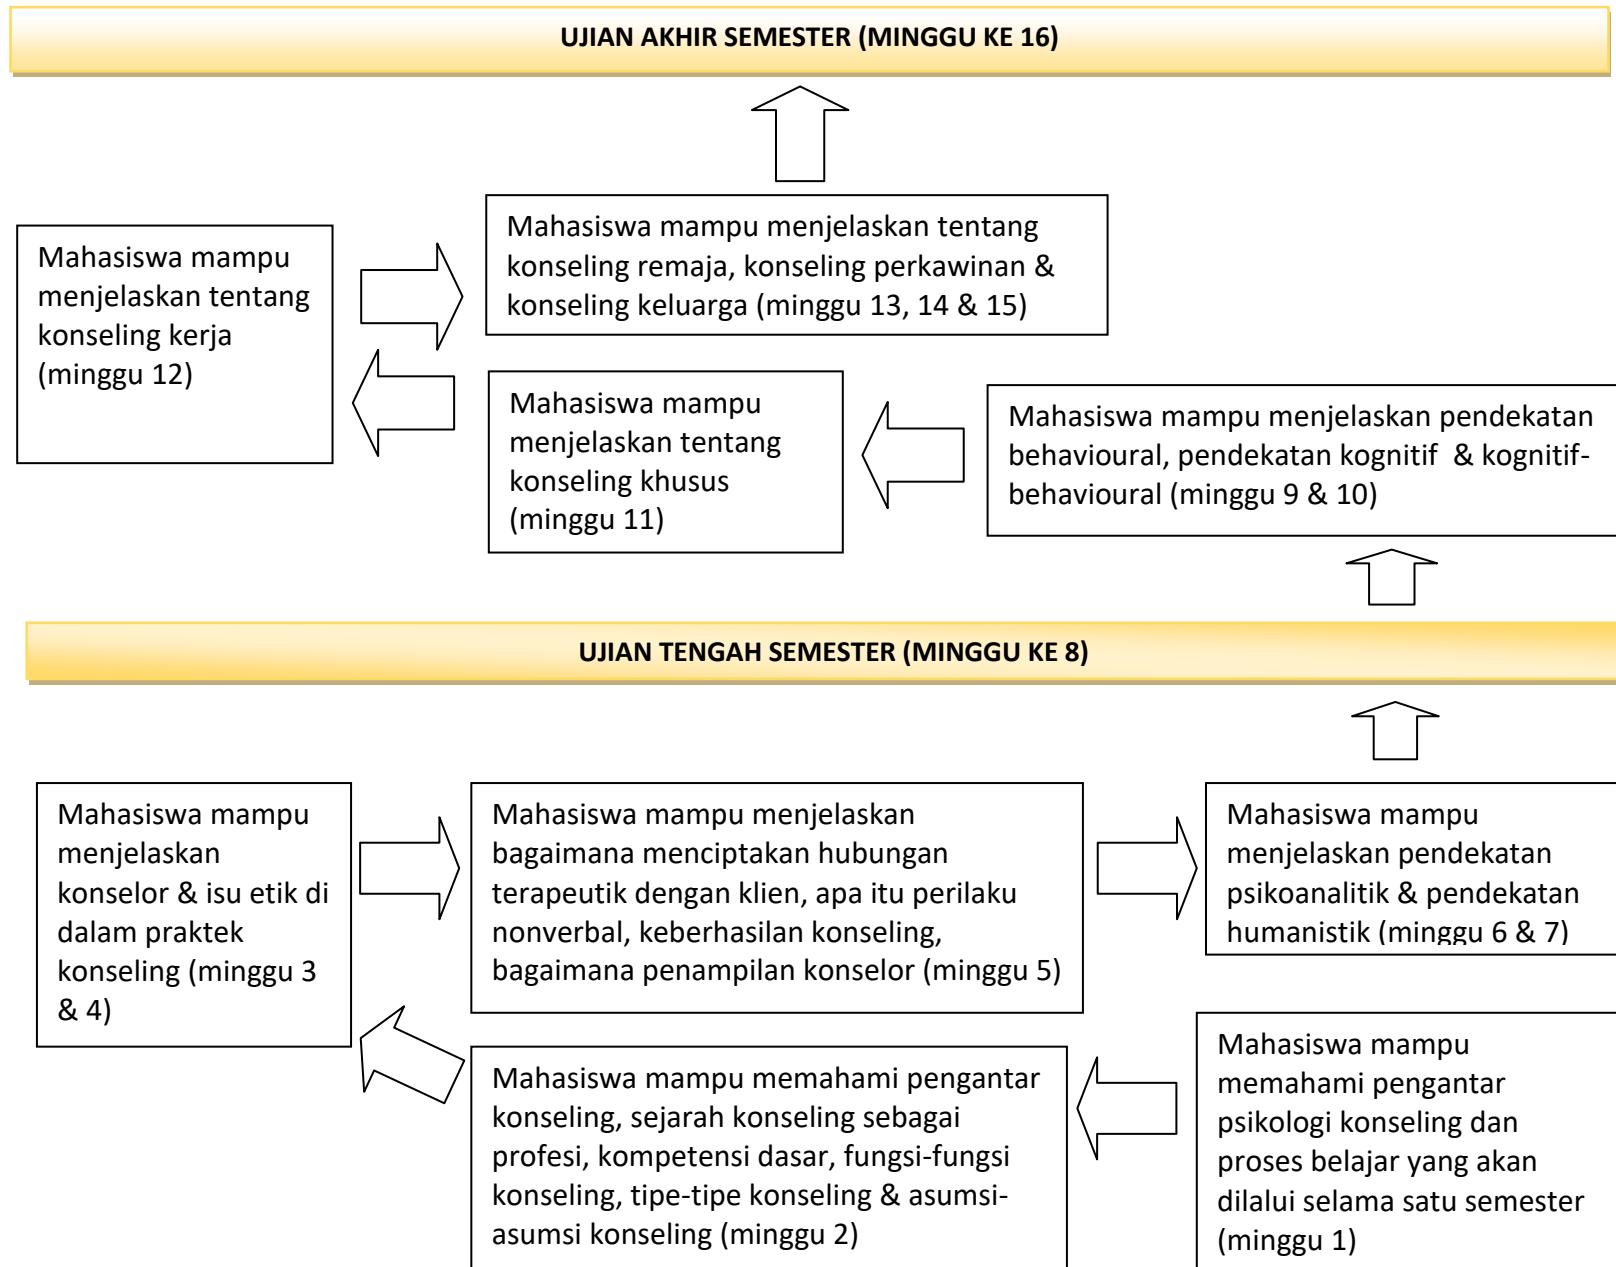 UJIAN AKHIR SEMESTER (MINGGU KE 16)
Mahasiswa mampu
menjelaskan tentang
konseling kerja
(minggu 12)
Mahasiswa mampu menjelaskan tentang
konseling remaja, konseling perkawinan &
konseling keluarga (minggu 13, 14 & 15)
Mahasiswa mampu
menjelaskan tentang
konseling khusus
(minggu 11)
Mahasiswa mampu menjelaskan pendekatan
behavioural, pendekatan kognitif & kognitif-
behavioural (minggu 9 & 10)
UJIAN TENGAH SEMESTER (MINGGU KE 8)
Mahasiswa mampu
menjelaskan
konselor & isu etik di
dalam praktek
konseling (minggu 3
& 4)
Mahasiswa mampu menjelaskan
bagaimana menciptakan hubungan
terapeutik dengan klien, apa itu perilaku
nonverbal, keberhasilan konseling,
bagaimana penampilan konselor (minggu 5)
Mahasiswa mampu
menjelaskan pendekatan
psikoanalitik & pendekatan
humanistik (minggu 6 & 7)
Mahasiswa mampu memahami pengantar
konseling, sejarah konseling sebagai
profesi, kompetensi dasar, fungsi-fungsi
konseling, tipe-tipe konseling & asumsi-
asumsi konseling (minggu 2)
Mahasiswa mampu
memahami pengantar
psikologi konseling dan
proses belajar yang akan
dilalui selama satu semester
(minggu 1)